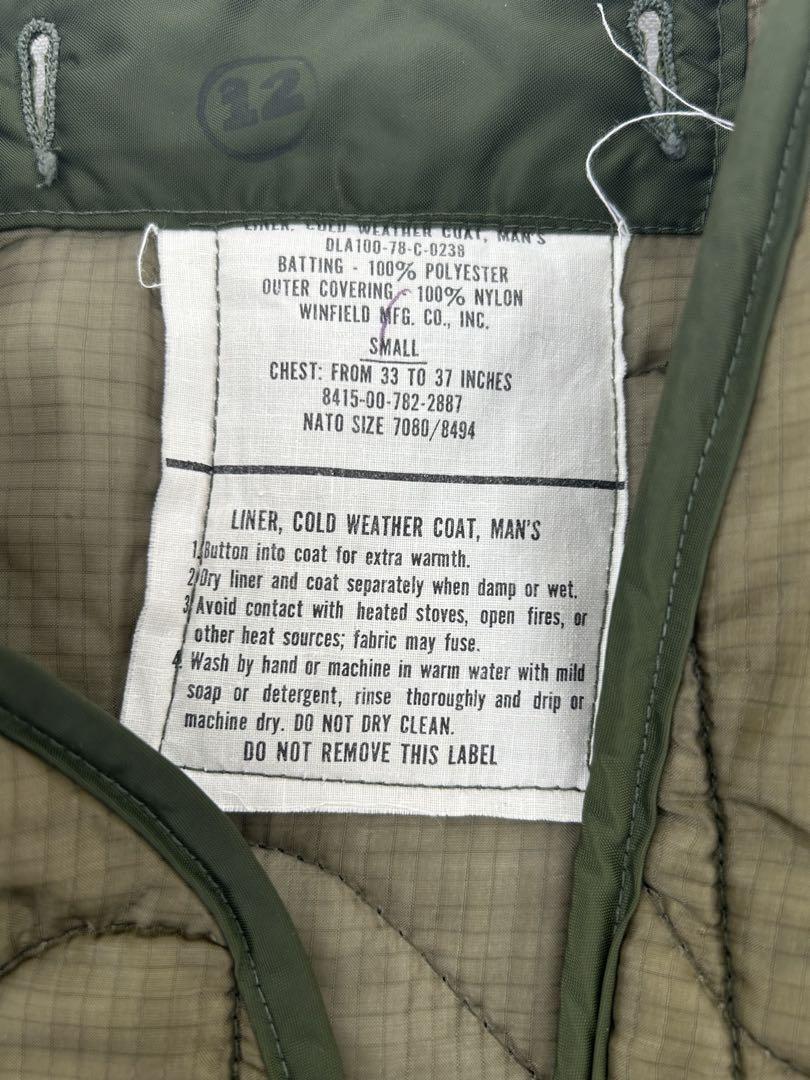 12
LINER, COLD WEATHER COAT, MAN'S
DLA100-78-C-0238
BATTING - 100% POLYESTER
OUTER COVERING - 100% NYLON
WINFIELD MFG. CO., INC.
SMALL
CHEST: FROM 33 TO 37 INCHES
8415-00-782-2887
NATO SIZE 7080/8494
LINER, COLD WEATHER COAT, MAN'S
1. Button into coat for extra warmth.
2. Dry liner and coat separately when damp or wet.
3. Avoid contact with heated stoves, open fires, or
other heat sources; fabric may fuse.
4. Wash by hand or machine in warm water with mild
soap or detergent, rinse thoroughly and drip or
machine dry. DO NOT DRY CLEAN.
DO NOT REMOVE THIS LABEL